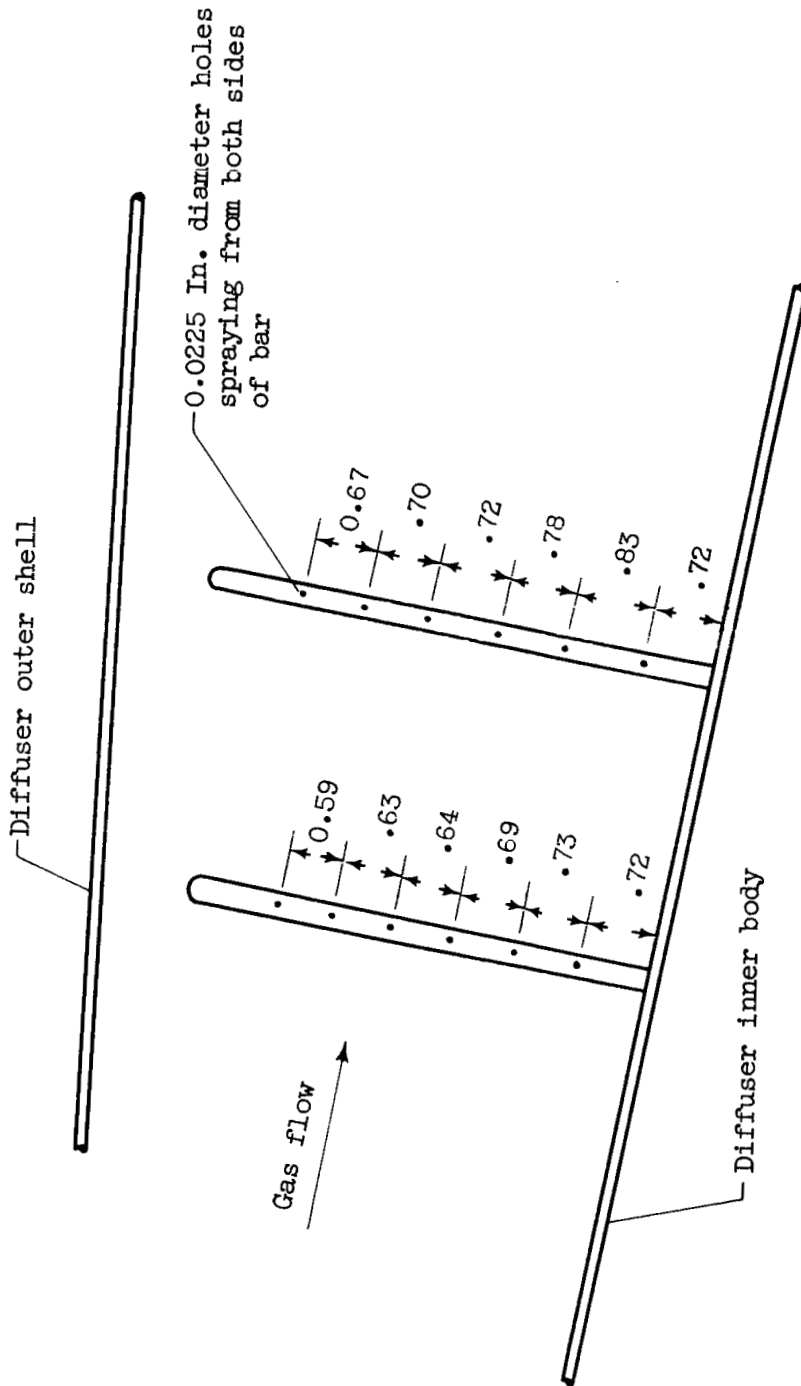 Diffuser outer shell
0.0225 In. diameter holes
spraying from both sides
of bar
0.67
.70
.72
.78
.83
.72
0.59
.63
.64
.69
.73
.72
Gas flow
Diffuser inner body